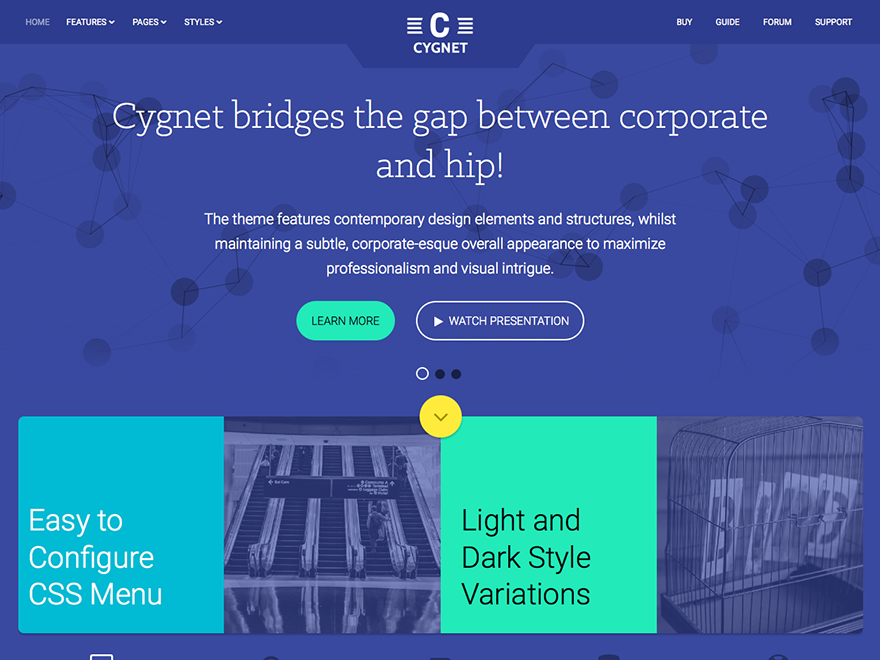 HOME FEATURES PAGES STYLES
C
CYGNET
BUY GUIDE FORUM SUPPORT
Cygnet bridges the gap between corporate
and hip!
The theme features contemporary design elements and structures, whilst
maintaining a subtle, corporate-esque overall appearance to maximize
professionalism and visual intrigue.
LEARN MORE
WATCH PRESENTATION
Easy to
Configure
CSS Menu
Light and
Dark Style
Variations